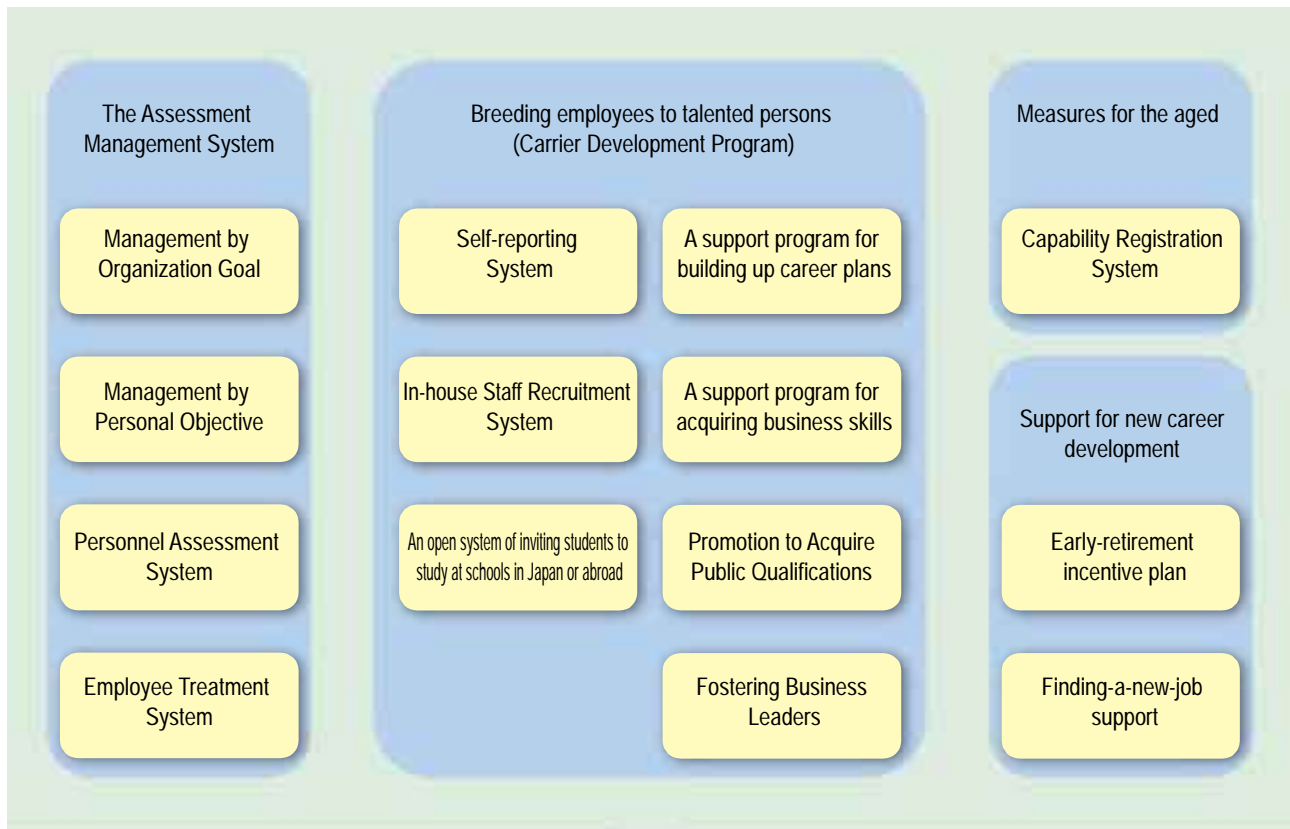 The Assessment
Management System
Management by
Organization Goal
Management by
Personal Objective
Personnel Assessment
System
Employee Treatment
System
Breeding employees to talented persons
(Carrier Development Program)
Self-reporting
System
In-house Staff Recruitment
System
An open system of inviting students to
study at schools in Japan or abroad
A support program for
building up career plans
A support program for
acquiring business skills
Promotion to Acquire
Public Qualifications
Fostering Business
Leaders
Measures for the aged
Capability Registration
System
Support for new career
development
Early-retirement
incentive plan
Finding-a-new-job
support